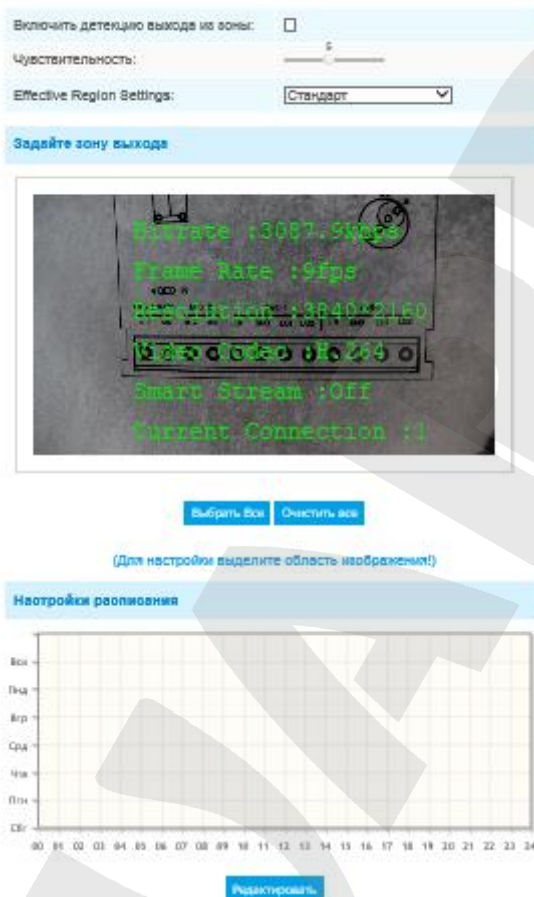 Включить детекцию выхода из зоны:
Чувствительность:
5
Effective Region Settings:
Стандарт
Задайте зону выхода
Bitrate :3087.9kbps
Frame Rate :9fps
Resolution :3840*2160
Video Codec :H.264
Smart Stream :Off
Current Connection :1
Выбрать Все Очистить все
(Для настройки выделите область изображения!)
Настройки расписания
Вск
Пнд
Втр
Срд
Чтв
Птн
Сбт
00 01 02 03 04 05 06 07 08 09 10 11 12 13 14 15 16 17 18 19 20 21 22 23 24
Редактировать